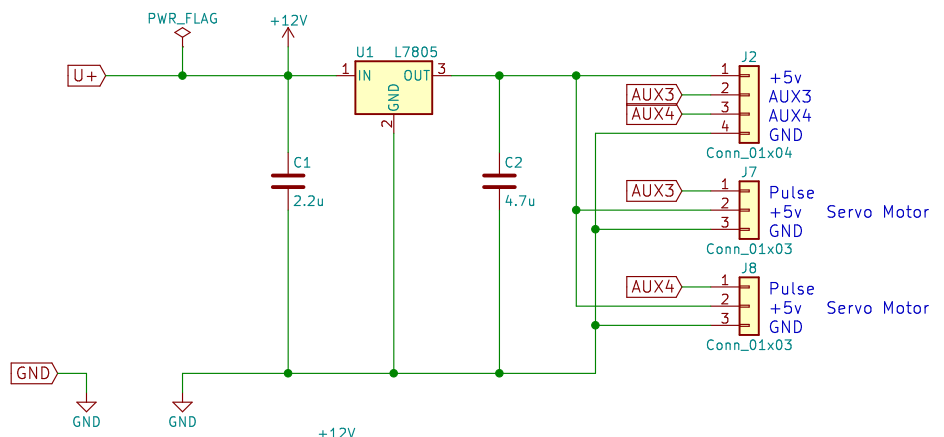 PWR_FLAG
+12V
U+
U1 L7805
1 IN OUT 3
GND
2
C1
2.2u
C2
4.7u
J2
1 +5v
AUX3 2 AUX3
AUX4 3 AUX4
4 GND
Conn_01x04
J7
AUX3 1 Pulse
2 +5v Servo Motor
3 GND
Conn_01x03
J8
AUX4 1 Pulse
2 +5v Servo Motor
3 GND
Conn_01x03
GND
GND
GND
+12V